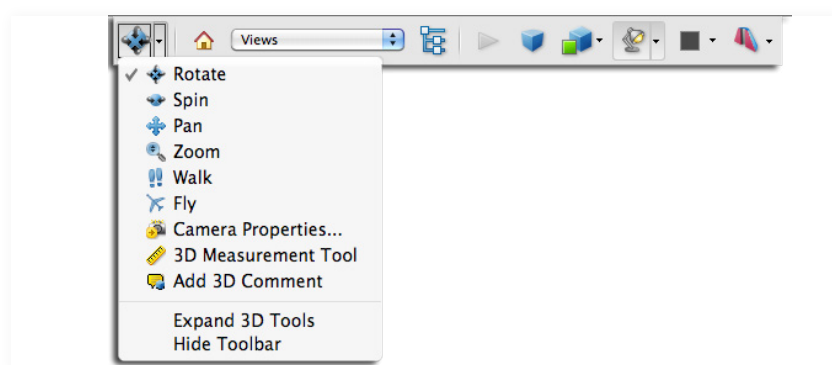 Views
Rotate
Spin
Pan
Zoom
Walk
Fly
Camera Properties...
3D Measurement Tool
Add 3D Comment
Expand 3D Tools
Hide Toolbar